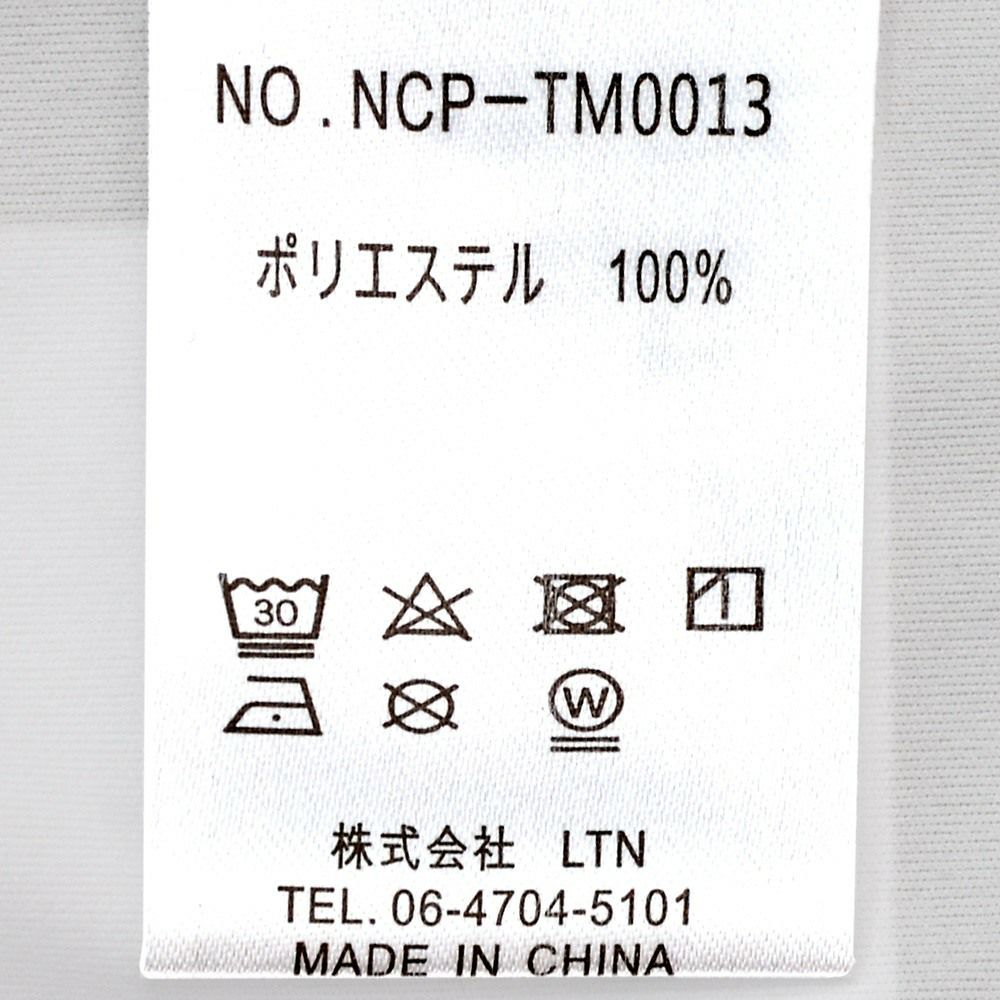 NO.NCP-TM0013
ポリエステル 100%
30
W
株式会社 LTN
TEL.06-4704-5101
MADE IN CHINA